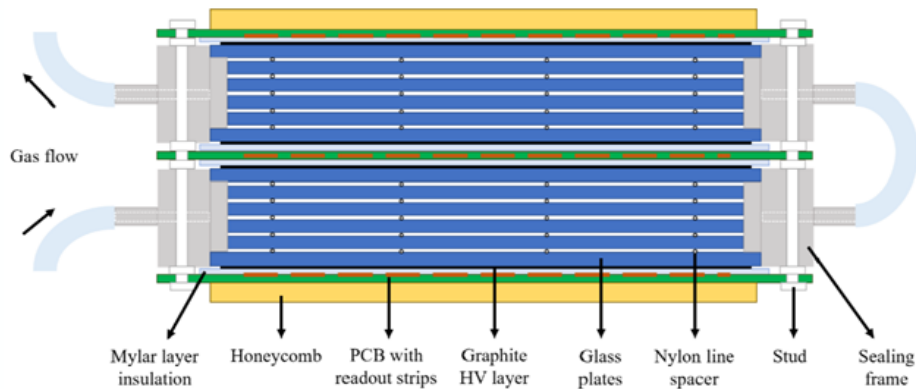 Gas flow
Mylar layer
insulation
Honeycomb
PCB with
readout strips
Graphite
HV layer
Glass
plates
Nylon line
spacer
Stud
Sealing
frame